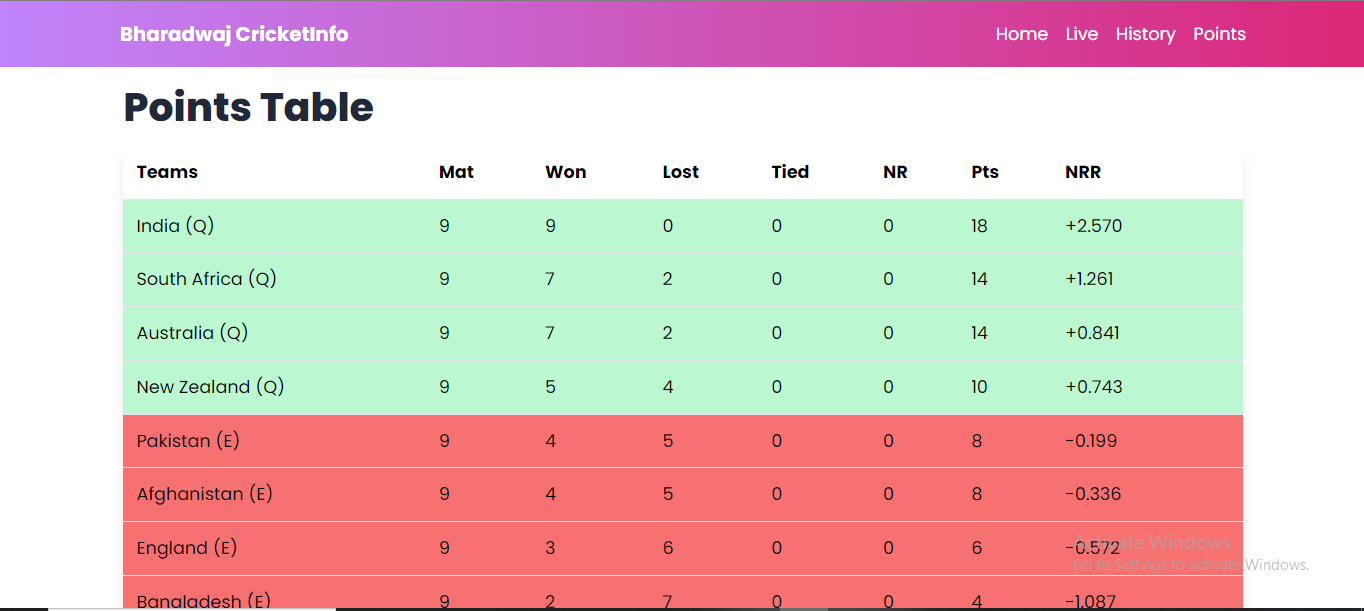 Bharadwaj CricketInfo Home Live History Points
Points Table
Teams Mat Won Lost Tied NR Pts NRR
India (Q) 9 9 0 0 0 18 +2.570
South Africa (Q) 9 7 2 0 0 14 +1.261
Australia (Q) 9 7 2 0 0 14 +0.841
New Zealand (Q) 9 5 4 0 0 10 +0.743
Pakistan (E) 9 4 5 0 0 8 -0.199
Afghanistan (E) 9 4 5 0 0 8 -0.336
England (E) 9 3 6 0 0 6 -0.572
Activate Windows
Go to Settings to activate Windows.
Bangladesh (E) 9 2 7 0 0 4 -1.087